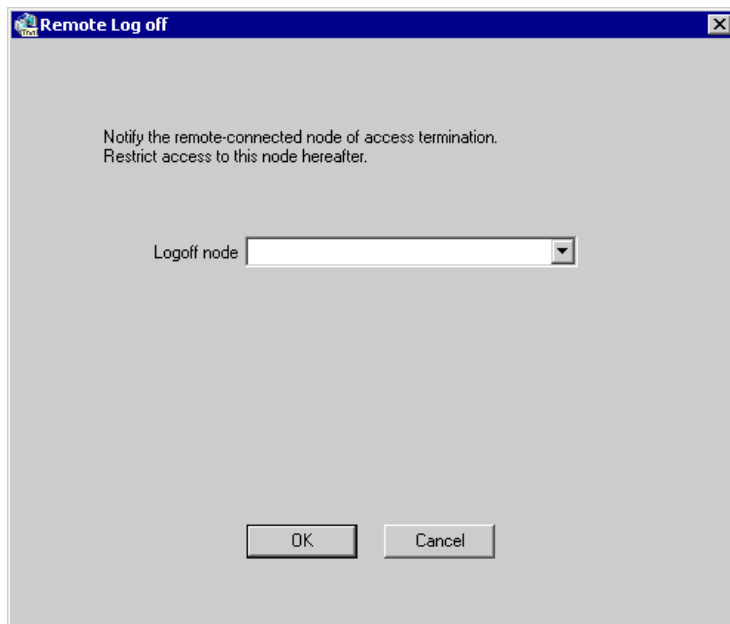 Remote Log off
Notify the remote-connected node of access termination.
Restrict access to this node hereafter.
Logoff node
OK
Cancel